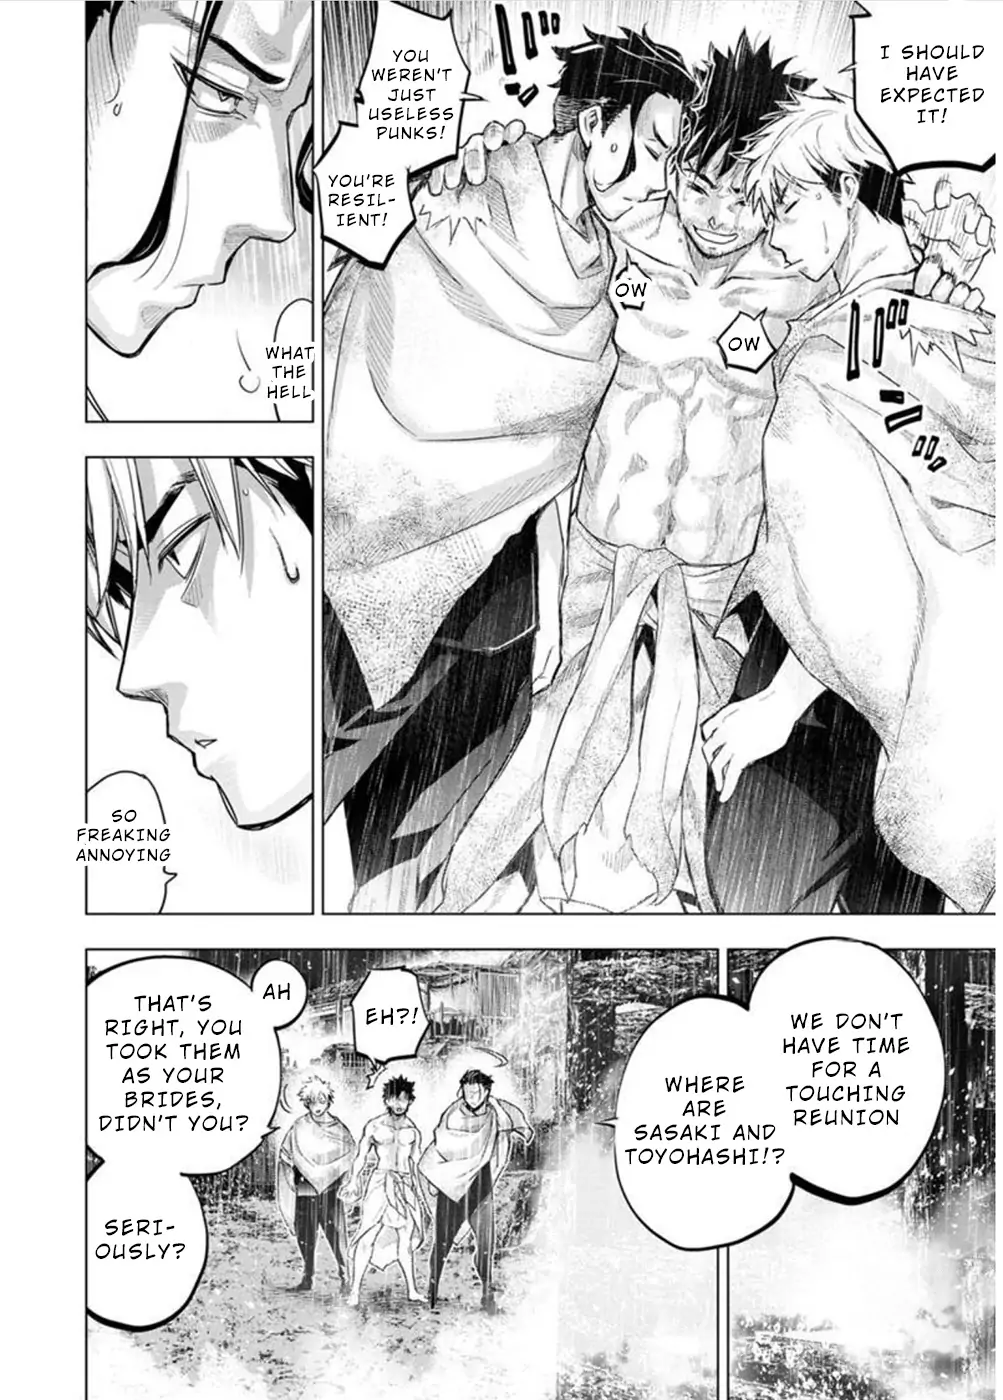 I SHOULD
HAVE
EXPECTED
IT!
YOU
WEREN'T
JUST
USELESS
PUNKS!
YOU'RE
RESIL-
IENT!
OW
OW
WHAT
THE
HELL
SO
FREAKING
ANNOYING
WE DON'T
HAVE TIME
FOR A
TOUCHING
REUNION
WHERE
ARE
SASAKI AND
TOYOHASHI!?
EH?!
AH
THAT'S
RIGHT, YOU
TOOK THEM
AS YOUR
BRIDES,
DIDN'T YOU?
SERI-
OUSLY?